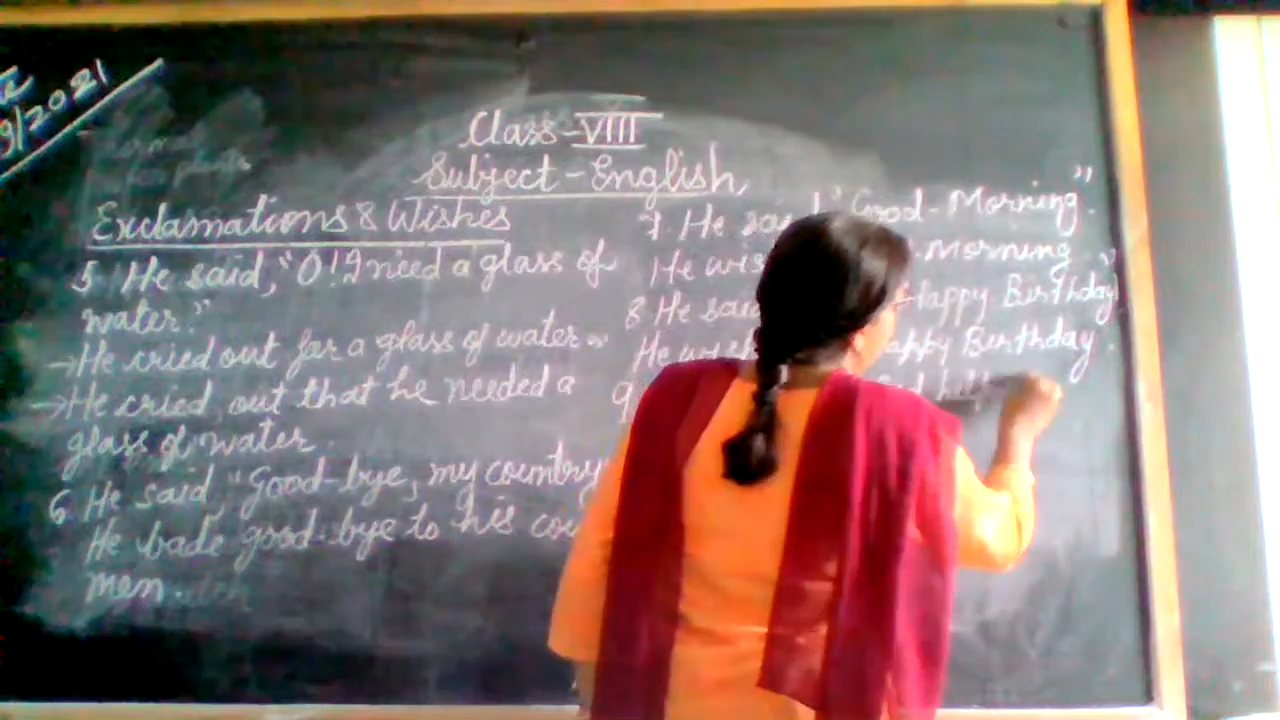 9/2021
Class-VIII
Subject-English
Exclamations & Wishes
5. He said, "O! I need a glass of
water."
→He cried out for a glass of water.
→He cried out that he needed a
glass of water.
6. He said, "Good-bye, my country
He bade good-bye to his cou
men.
7. He said "Good-Morning."
He wis Morning
8. He said Happy Birthday"
He wish appy Birthday.
9